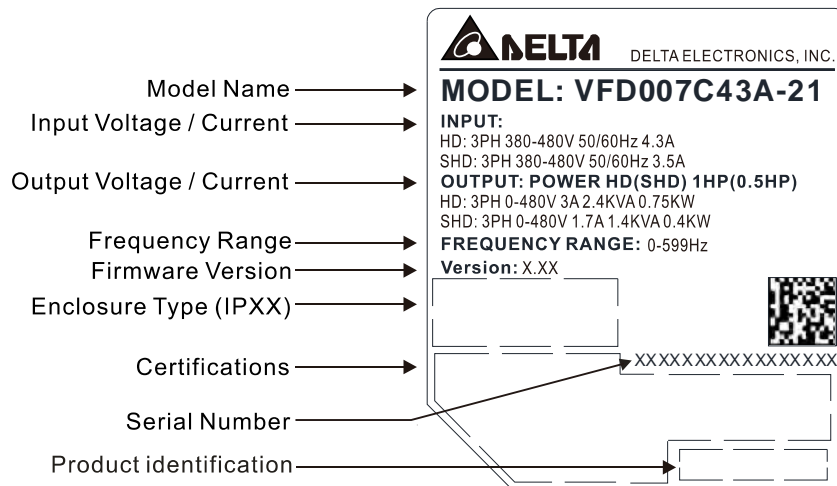 DELTA
DELTA ELECTRONICS, INC.
Model Name
MODEL: VFD007C43A-21
Input Voltage / Current
INPUT:
HD: 3PH 380-480V 50/60Hz 4.3A
SHD: 3PH 380-480V 50/60Hz 3.5A
Output Voltage / Current
OUTPUT: POWER HD(SHD) 1HP(0.5HP)
HD: 3PH 0-480V 3A 2.4KVA 0.75KW
SHD: 3PH 0-480V 1.7A 1.4KVA 0.4KW
Frequency Range
FREQUENCY RANGE: 0-599Hz
Firmware Version
Version: X.XX
Enclosure Type (IPXX)
Certifications
XXXXXXXXXXXXXXXXX
Serial Number
Product identification